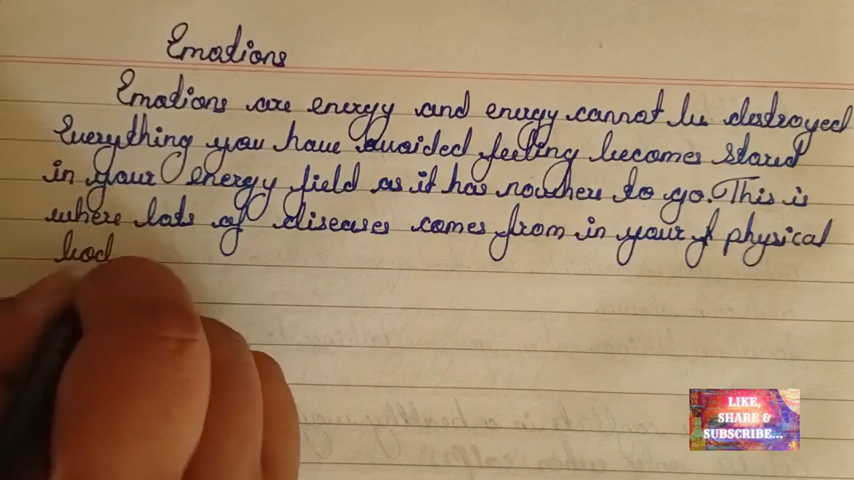 Emotions
Emotions are energy and energy cannot be destroyed
Everything you have avoided feeling becomes stored
in your energy field as it has nowhere to go. This is
where lots of diseases comes from in your physical
bod
LIKE,
SHARE &
SUBSCRIBE...